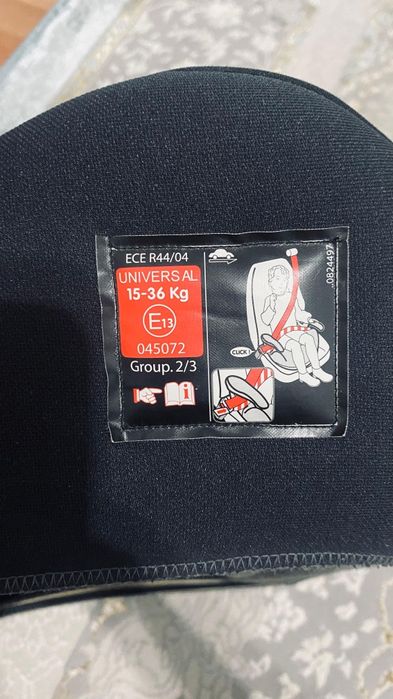 ECE R44/04
UNIVERSAL
15-36 Kg
E13
045072
Group. 2/3
i
CLICK !
0824497